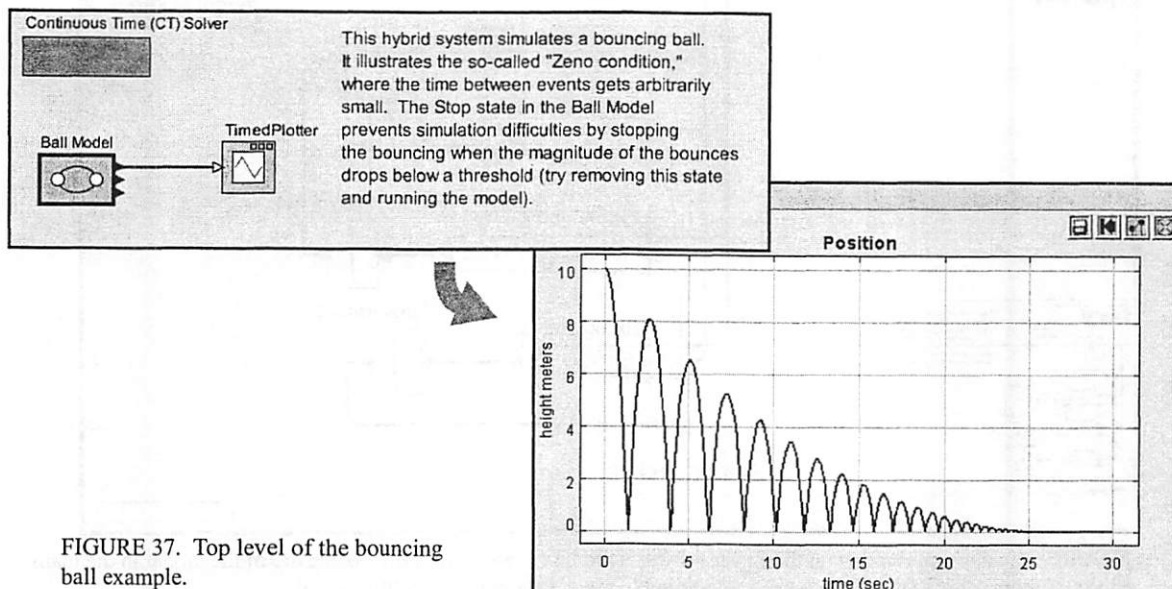 Continuous Time (CT) Solver
This hybrid system simulates a bouncing ball.
It illustrates the so-called "Zeno condition,"
where the time between events gets arbitrarily
small. The Stop state in the Ball Model
prevents simulation difficulties by stopping
the bouncing when the magnitude of the bounces
drops below a threshold (try removing this state
and running the model).
Ball Model
TimedPlotter
Position
height meters
10
8
6
4
2
0
0 5 10 15 20 25 30
time (sec)
FIGURE 37. Top level of the bouncing
ball example.